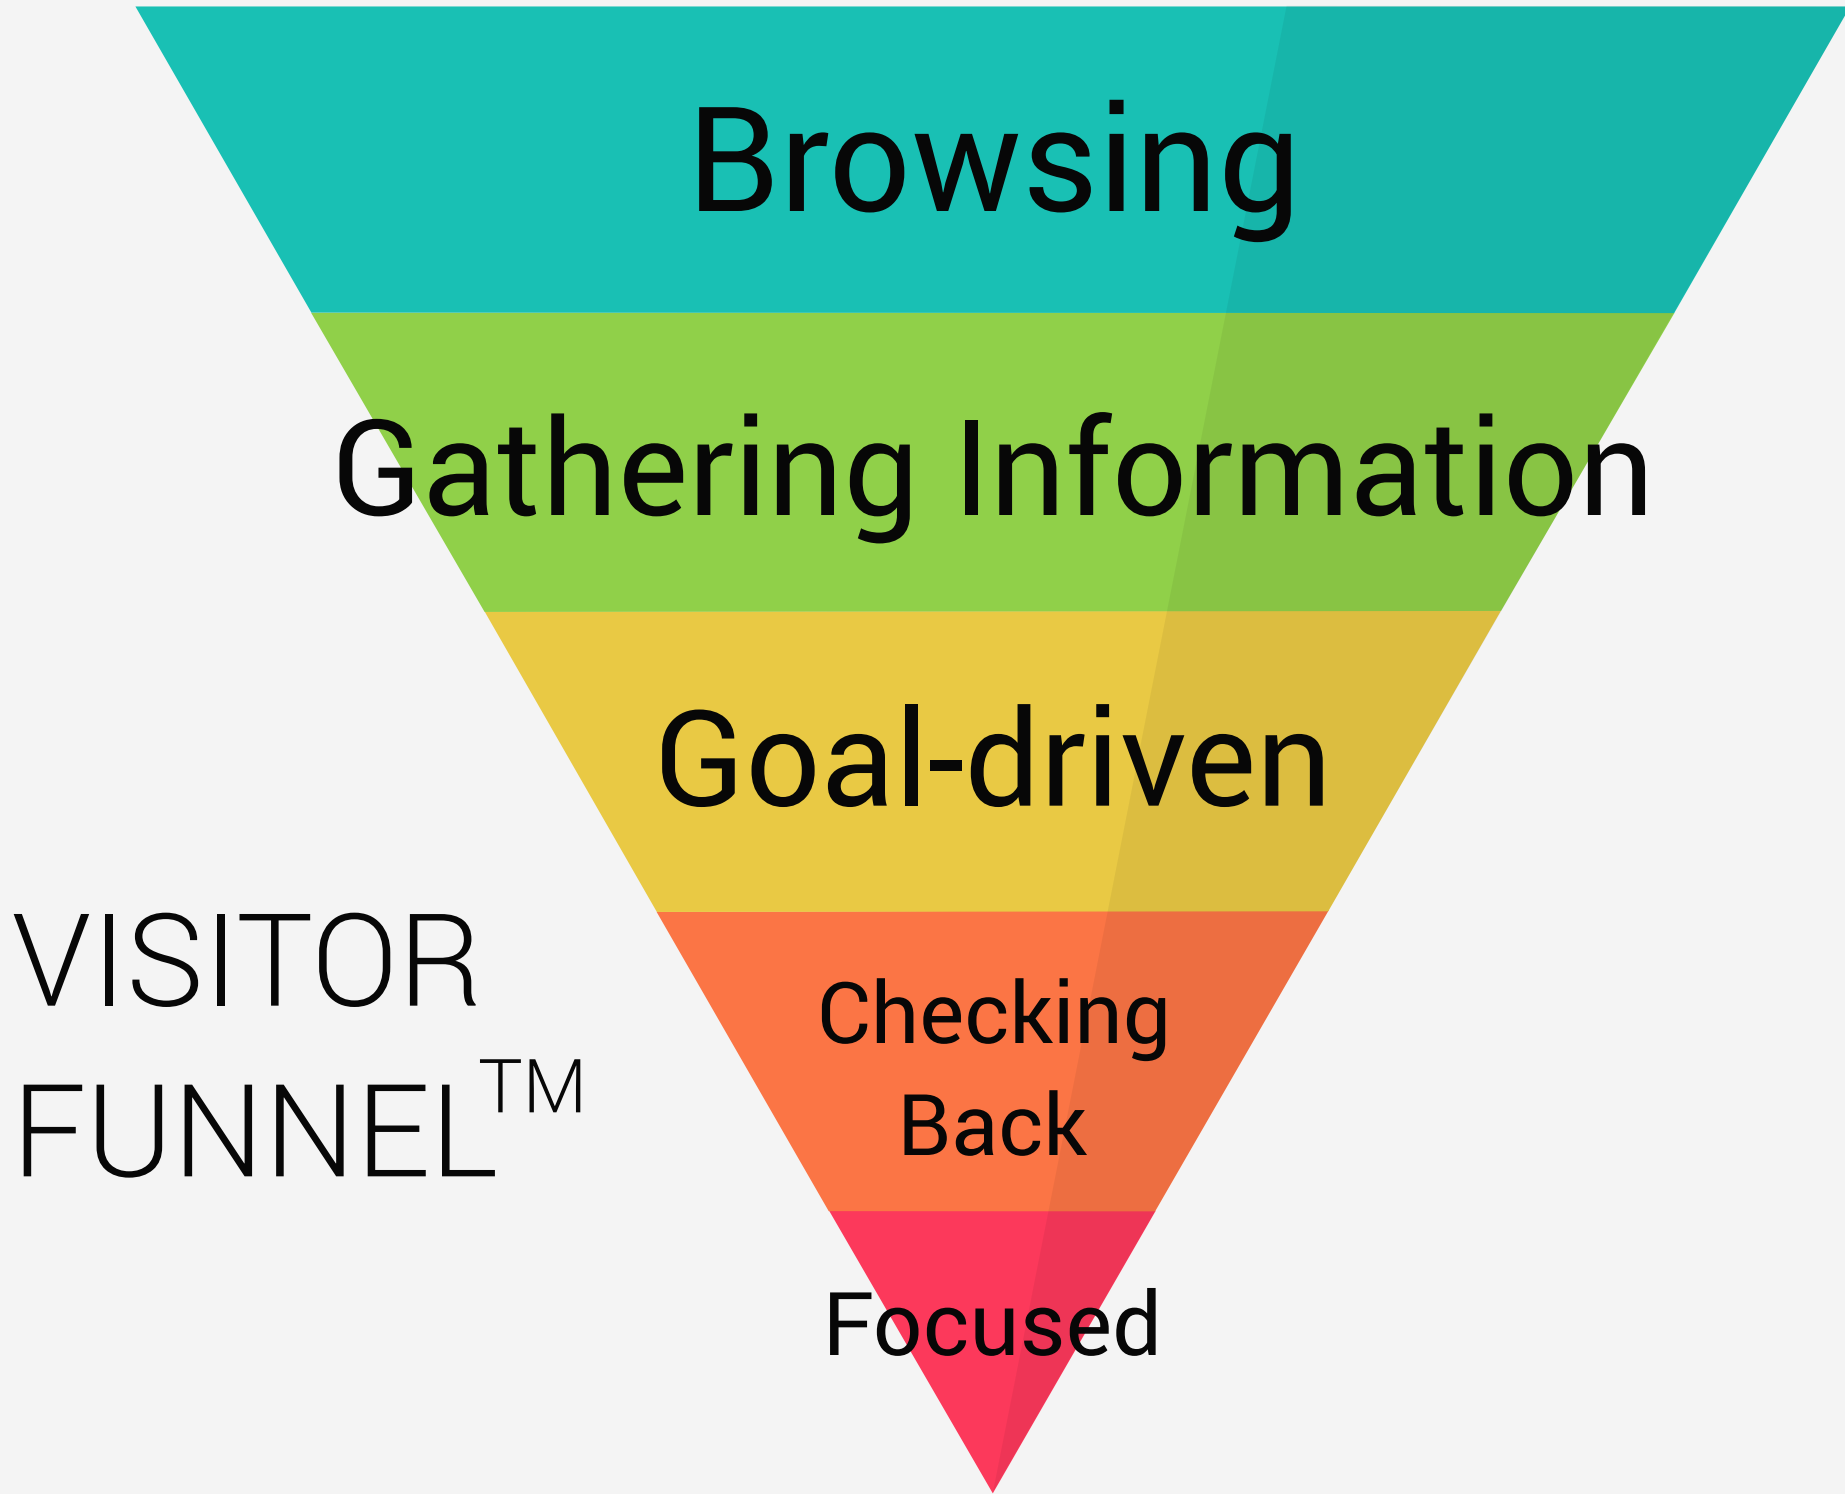 Browsing
Gathering Information
Goal-driven
Checking
Back
Focused
VISITOR
FUNNEL™